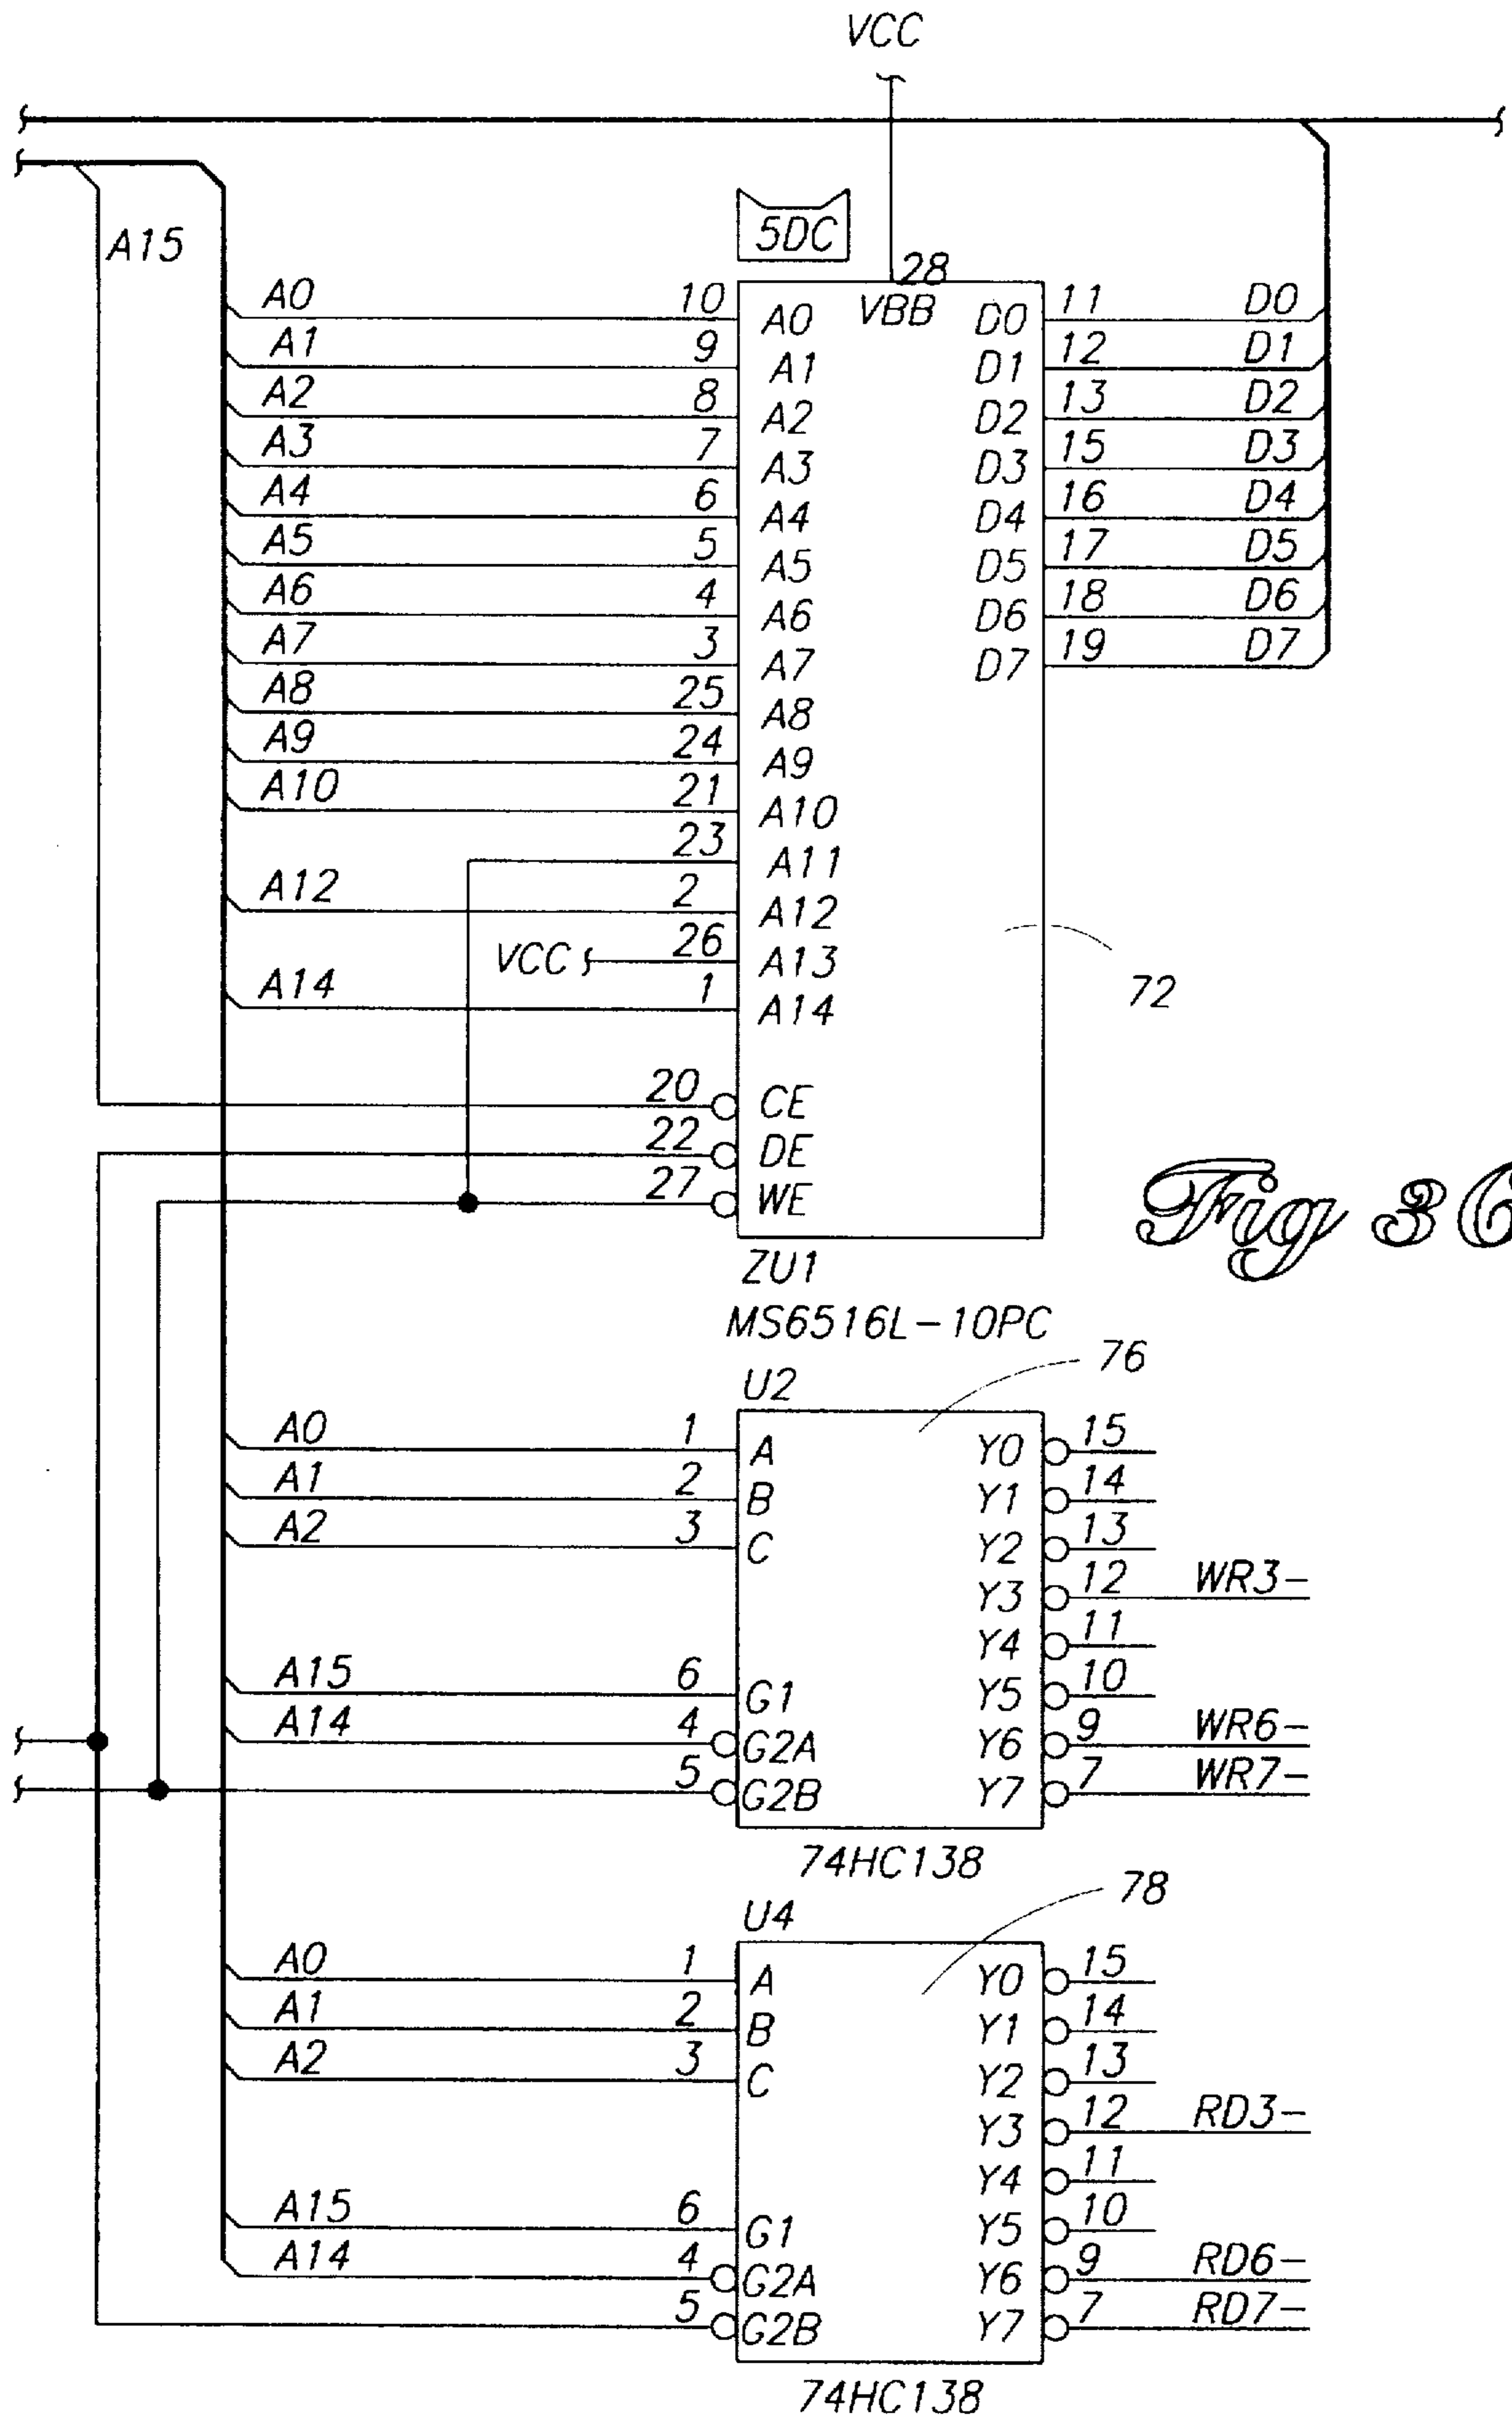 VCC
A15
5DC
28
A0 10 A0 VBB D0 11 D0
A1 9 A1 D1 12 D1
A2 8 A2 D2 13 D2
A3 7 A3 D3 15 D3
A4 6 A4 D4 16 D4
A5 5 A5 D5 17 D5
A6 4 A6 D6 18 D6
A7 3 A7 D7 19 D7
A8 25 A8
A9 24 A9
A10 21 A10
23 A11
A12 2 A12
VCC 26 A13
A14 1 A14
72
20 CE
22 DE
27 WE
Fig 3C
ZU1
MS6516L-10PC
76
U2
A0 1 A Y0 15
A1 2 B Y1 14
A2 3 C Y2 13
Y3 12 WR3-
Y4 11
A15 6 G1 Y5 10
A14 4 G2A Y6 9 WR6-
5 G2B Y7 7 WR7-
74HC138
78
U4
A0 1 A Y0 15
A1 2 B Y1 14
A2 3 C Y2 13
Y3 12 RD3-
Y4 11
A15 6 G1 Y5 10
A14 4 G2A Y6 9 RD6-
5 G2B Y7 7 RD7-
74HC138